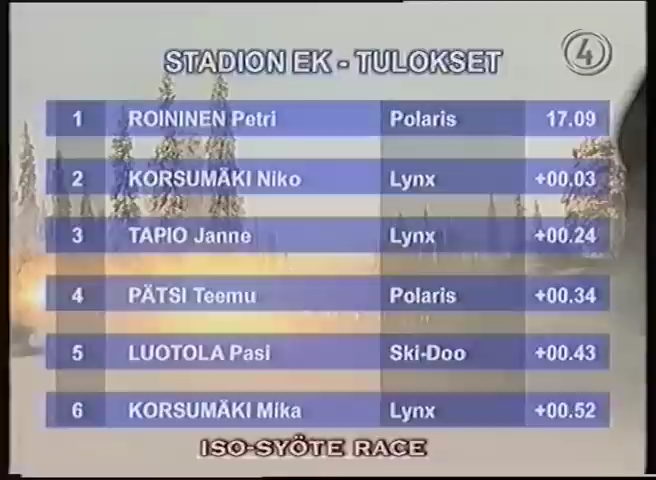 STADION EK - TULOKSET
4
1 ROININEN Petri Polaris 17.09
2 KORSUMÄKI Niko Lynx +00.03
3 TAPIO Janne Lynx +00.24
4 PÄTSI Teemu Polaris +00.34
5 LUOTOLA Pasi Ski-Doo +00.43
6 KORSUMÄKI Mika Lynx +00.52
ISO-SYÖTE RACE